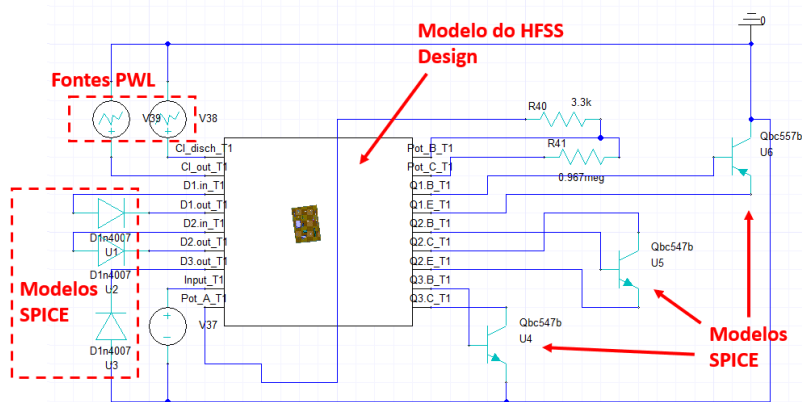 0
Modelo do HFSS
Design
Fontes PWL
V39
V38
R40
3.3k
R41
0.967meg
Qbc557b
U6
CI_disch_T1
CI_out_T1
D1.in_T1
D1.out_T1
D2.in_T1
D2.out_T1
D3.out_T1
Input_T1
Pot_A_T1
Pot_B_T1
Pot_C_T1
Q1.B_T1
Q1.E_T1
Q2.B_T1
Q2.C_T1
Q2.E_T1
Q3.B_T1
Q3.C_T1
D1n4007
U1
D1n4007
U2
Modelos
SPICE
D1n4007
U3
V37
Qbc547b
U5
Qbc547b
U4
Modelos
SPICE